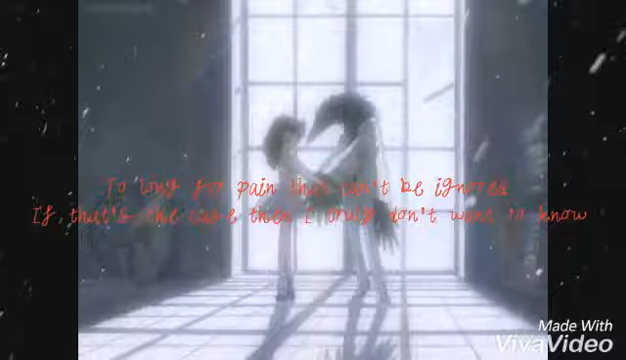 To long for pain that can't be ignores
If that's the case then I truly don't want to know
Made With
VivaVideo